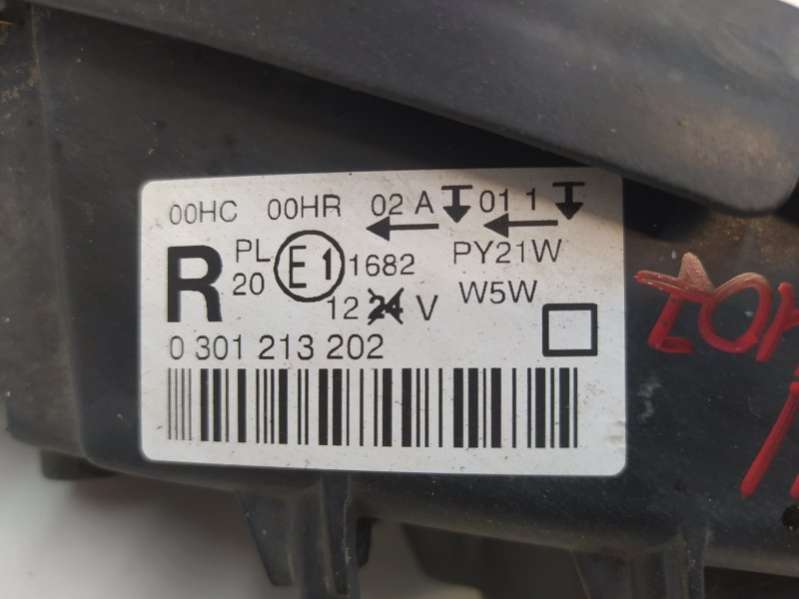 00HC 00HR 02 A 01 1
R PL E1 1682 PY21W
20 W5W
12 24 V
0 301 213 202